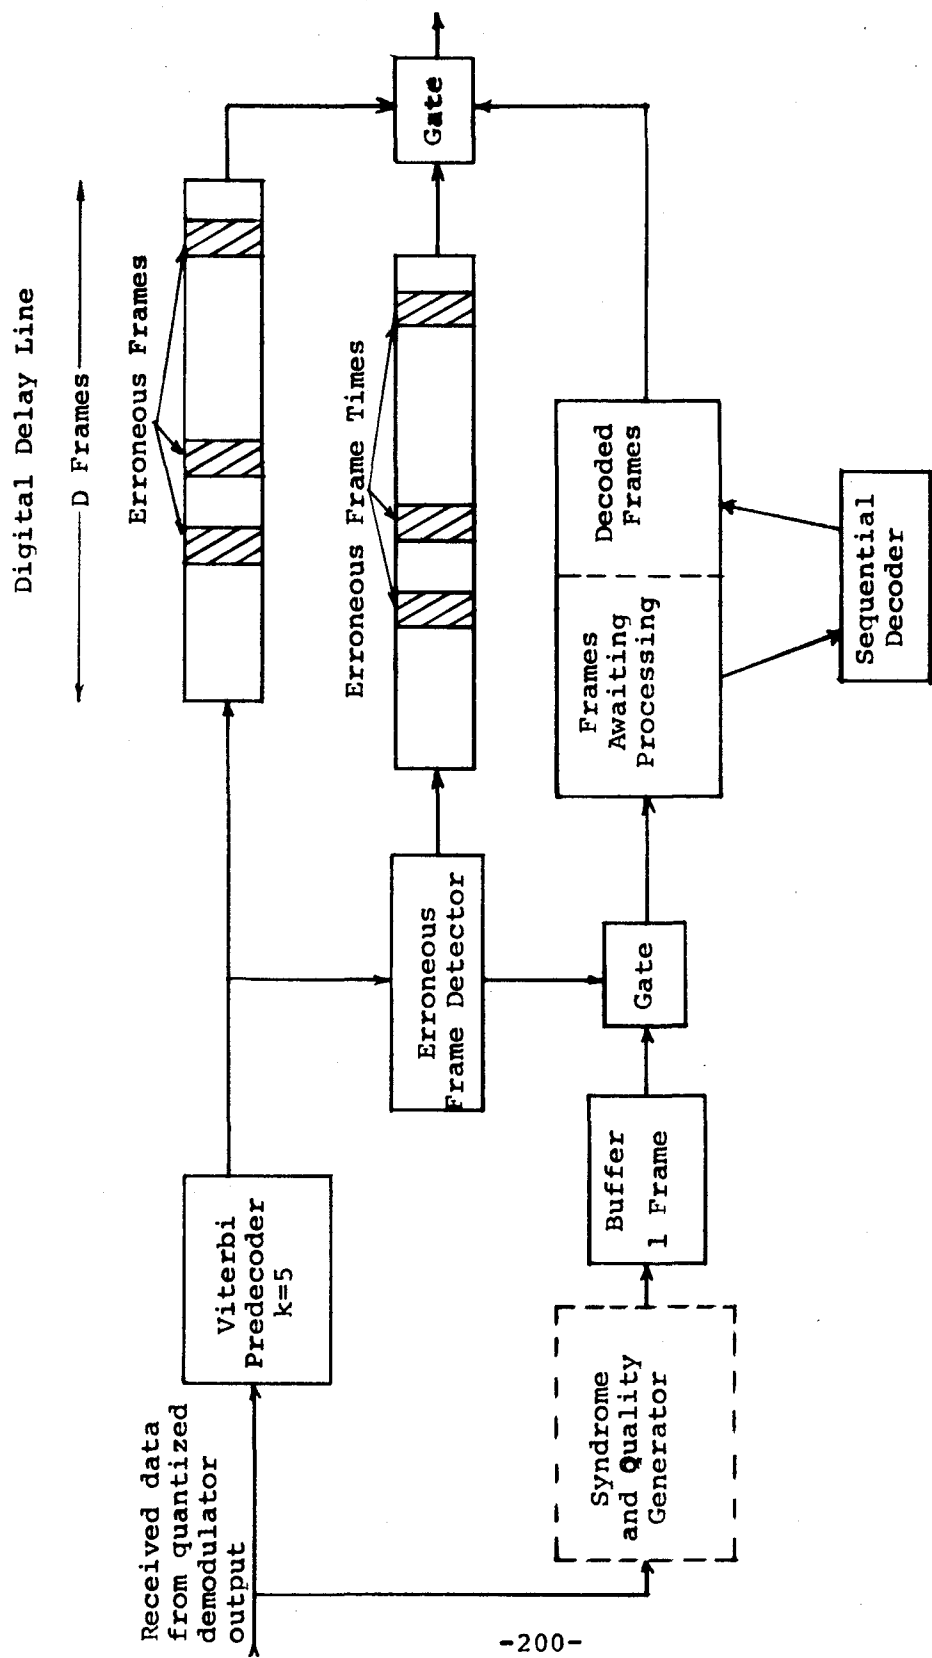 Digital Delay Line
D Frames
Erroneous Frames
Erroneous Frame Times
Received data
from quantized
demodulator
output
Viterbi
Predecoder
k=5
Erroneous
Frame Detector
Gate
Syndrome
and Quality
Generator
Buffer
1 Frame
Gate
Frames
Awaiting
Processing
Decoded
Frames
Sequential
Decoder
-200-